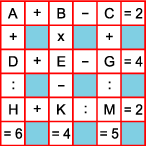 A + B − C = 2
+ x +
D + E − G = 4
: − :
H + K : M = 2
= 6 = 4 = 5